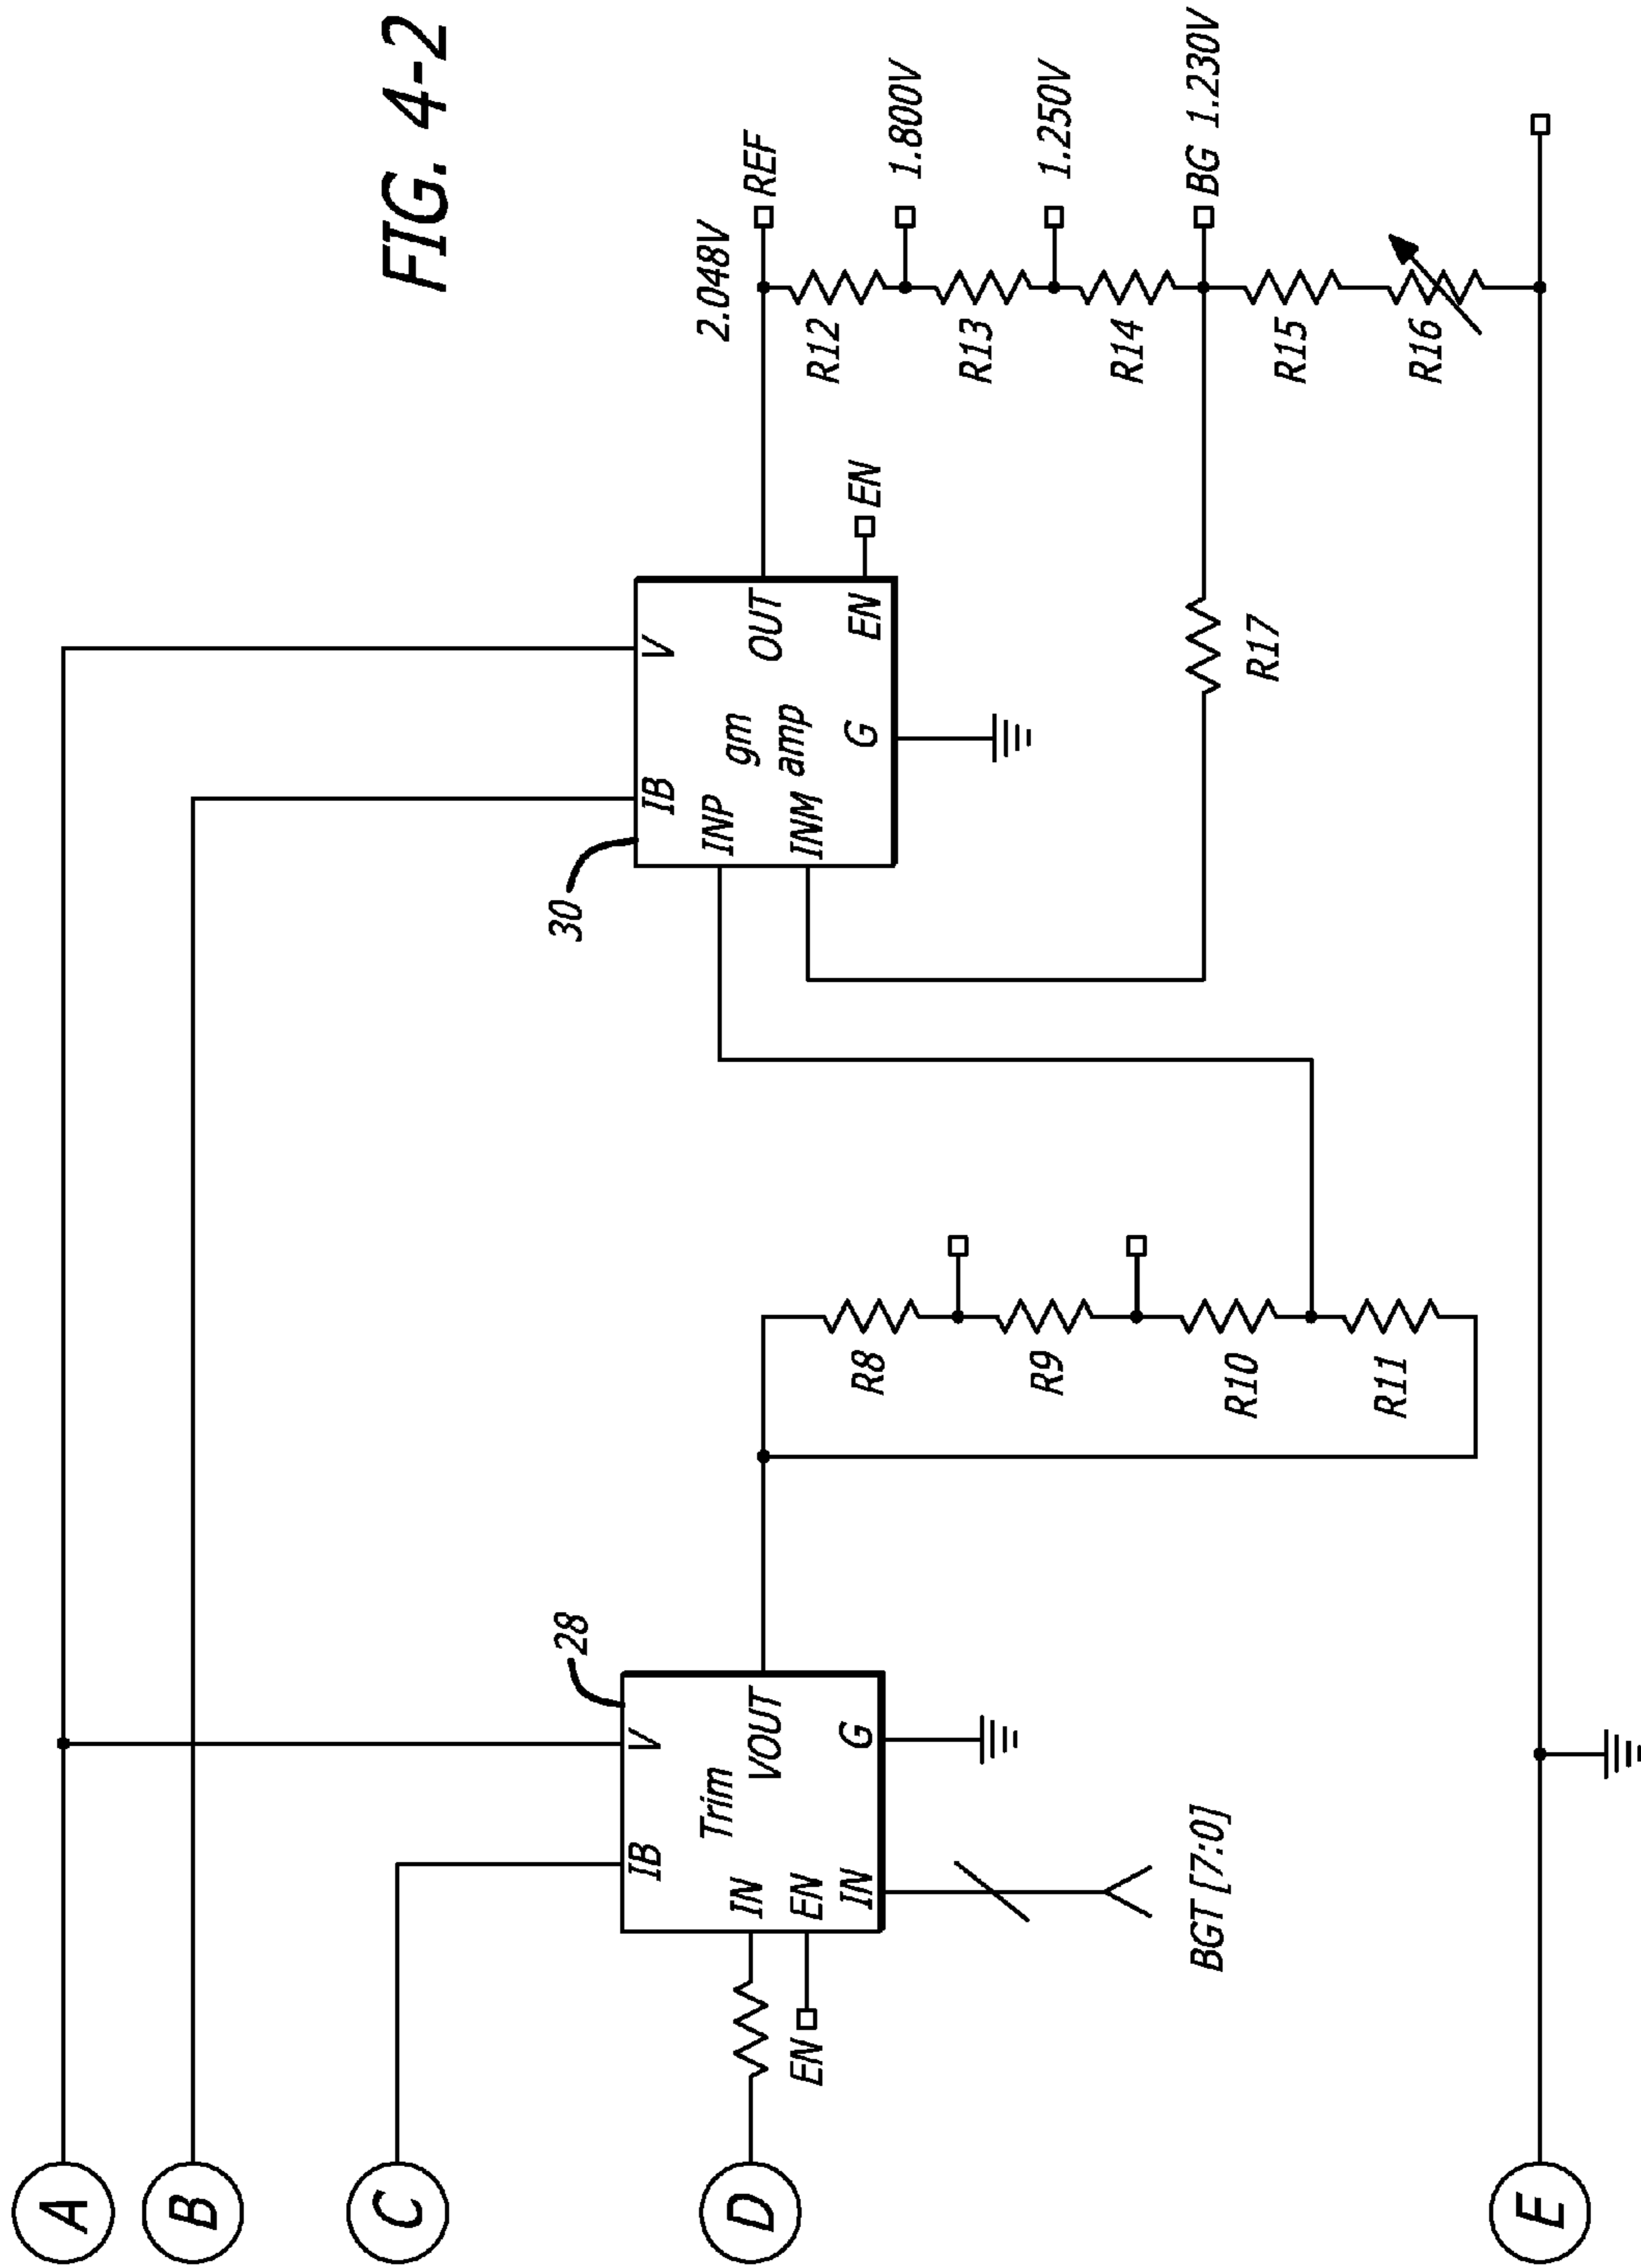 FIG. 4-2
A
B
C
D
E
28
IB
V
Trim
IN
VOUT
EN
EN
IN
G
BGT [7:0]
R8
R9
R10
R11
30
IB
V
INP
gm
OUT
INM
amp
G
EN
EN
R17
2.048V
REF
R12
1.800V
R13
1.250V
R14
BG 1.230V
R15
R16